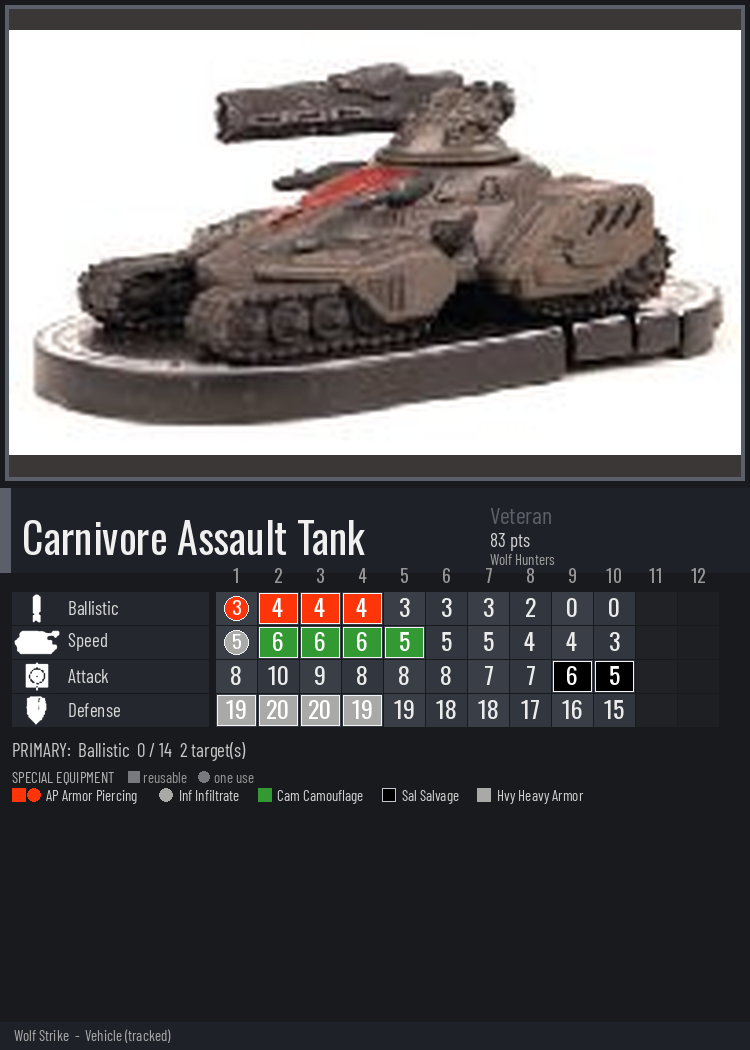 Carnivore Assault Tank
Veteran
83 pts
Wolf Hunters
1 2 3 4 5 6 7 8 9 10 11 12
Ballistic 3 4 4 4 3 3 3 2 0 0
Speed 5 6 6 6 5 5 5 4 4 3
Attack 8 10 9 8 8 8 7 7 6 5
Defense 19 20 20 19 19 18 18 17 16 15
PRIMARY: Ballistic 0 / 14 2 target(s)
SPECIAL EQUIPMENT reusable one use
AP Armor Piercing Inf Infiltrate Cam Camouflage Sal Salvage Hvy Heavy Armor
Wolf Strike - Vehicle (tracked)